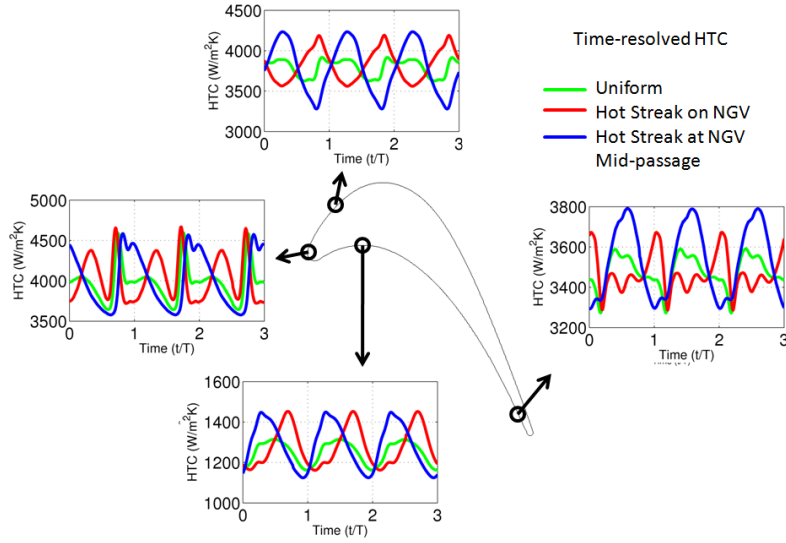 Time-resolved HTC
Uniform
Hot Streak on NGV
Hot Streak at NGV
Mid-passage
4500
4000
3500
3000
HTC (W/m²K)
0 1 2 3
Time (t/T)
5000
4500
4000
3500
HTC (W/m²K)
0 1 2 3
Time (t/T)
3800
3600
3400
3200
HTC (W/m²K)
0 1 2 3
Time (t/T)
1600
1400
1200
1000
HTC (W/m²K)
0 1 2 3
Time (t/T)